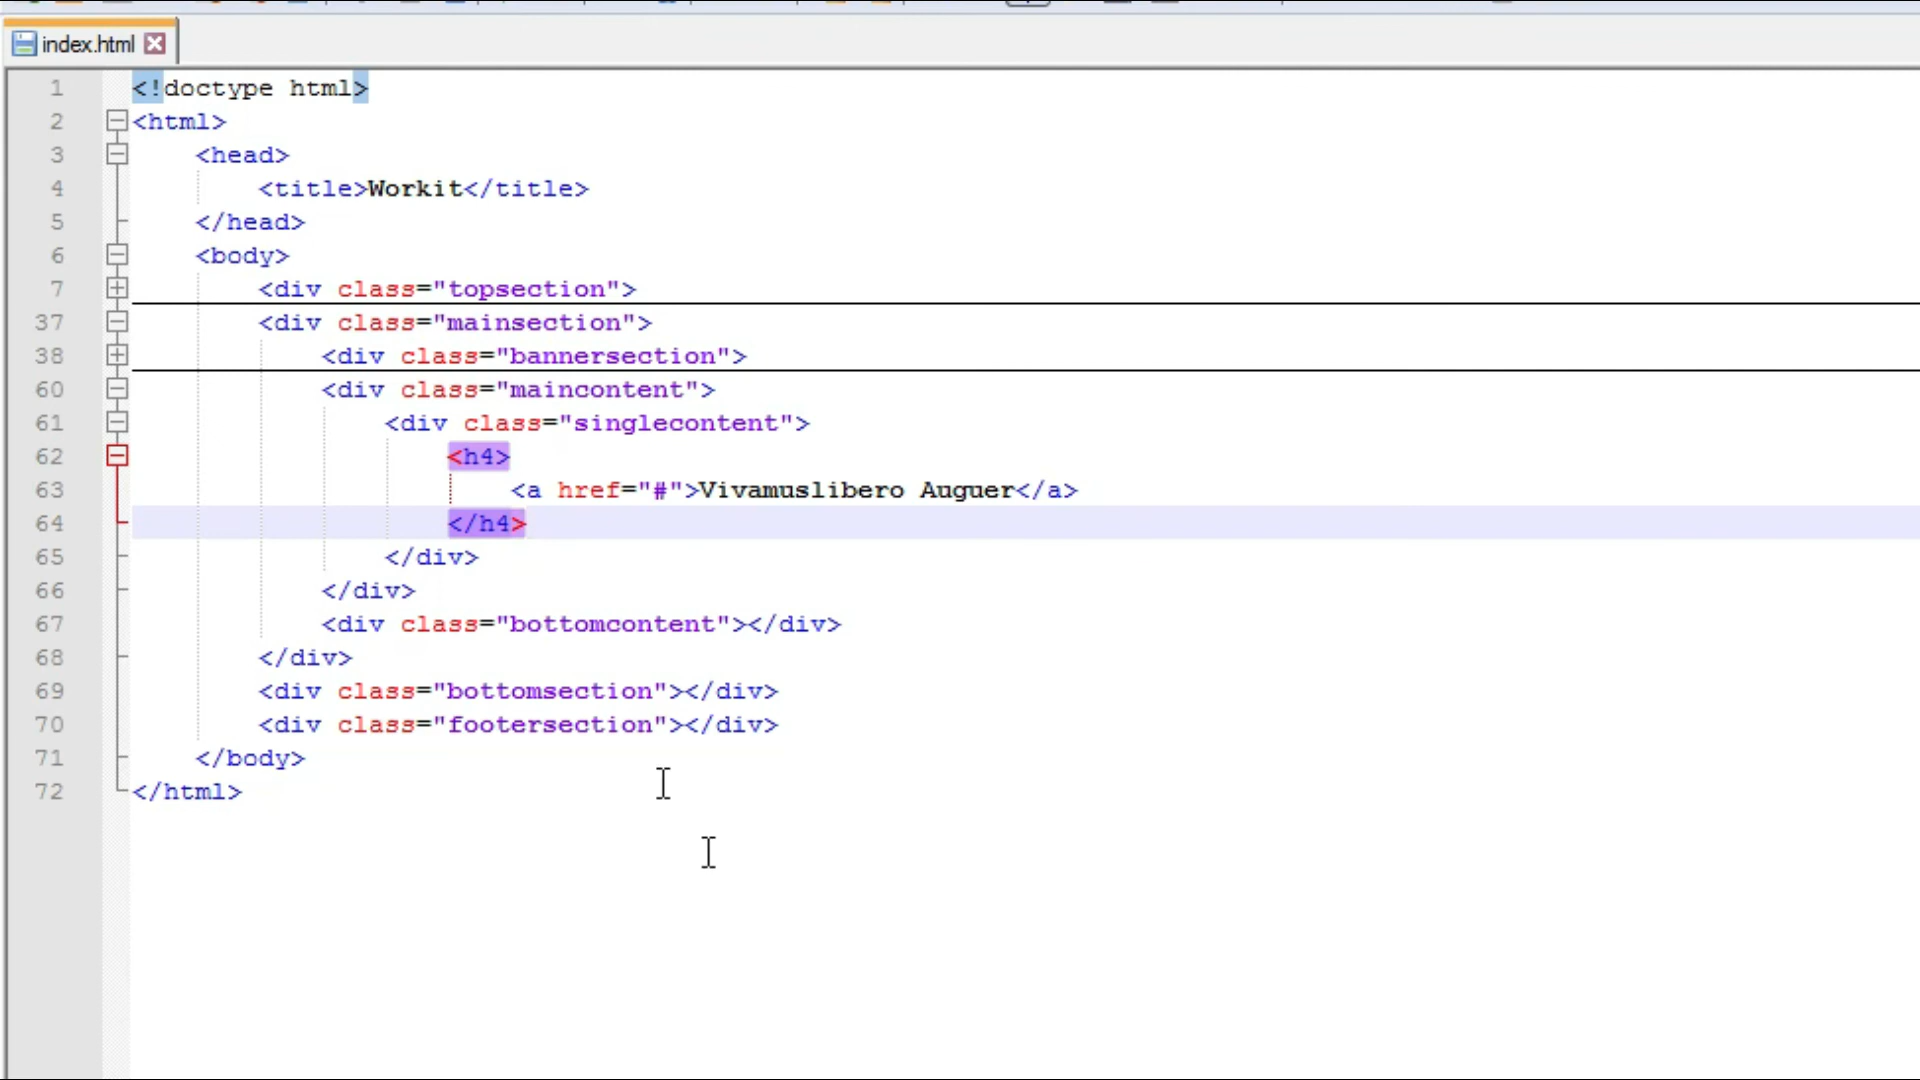 index.html
1 <!doctype html>
2 <html>
3 <head>
4 <title>Workit</title>
5 </head>
6 <body>
7 <div class="topsection">
37 <div class="mainsection">
38 <div class="bannersection">
60 <div class="maincontent">
61 <div class="singlecontent">
62 <h4>
63 <a href="#">Vivamuslibero Auguer</a>
64 </h4>
65 </div>
66 </div>
67 <div class="bottomcontent"></div>
68 </div>
69 <div class="bottomsection"></div>
70 <div class="footersection"></div>
71 </body>
72 </html>